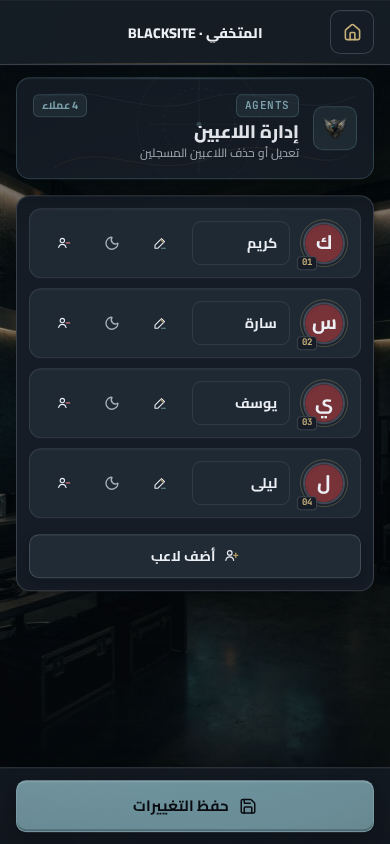 المتخفي · BLACKSITE
AGENTS
4 عملاء
إدارة اللاعبين
تعديل أو حذف اللاعبين المسجلين
ك
01
كريم
س
02
سارة
ي
03
يوسف
ل
04
ليلى
أضف لاعب
حفظ التغييرات